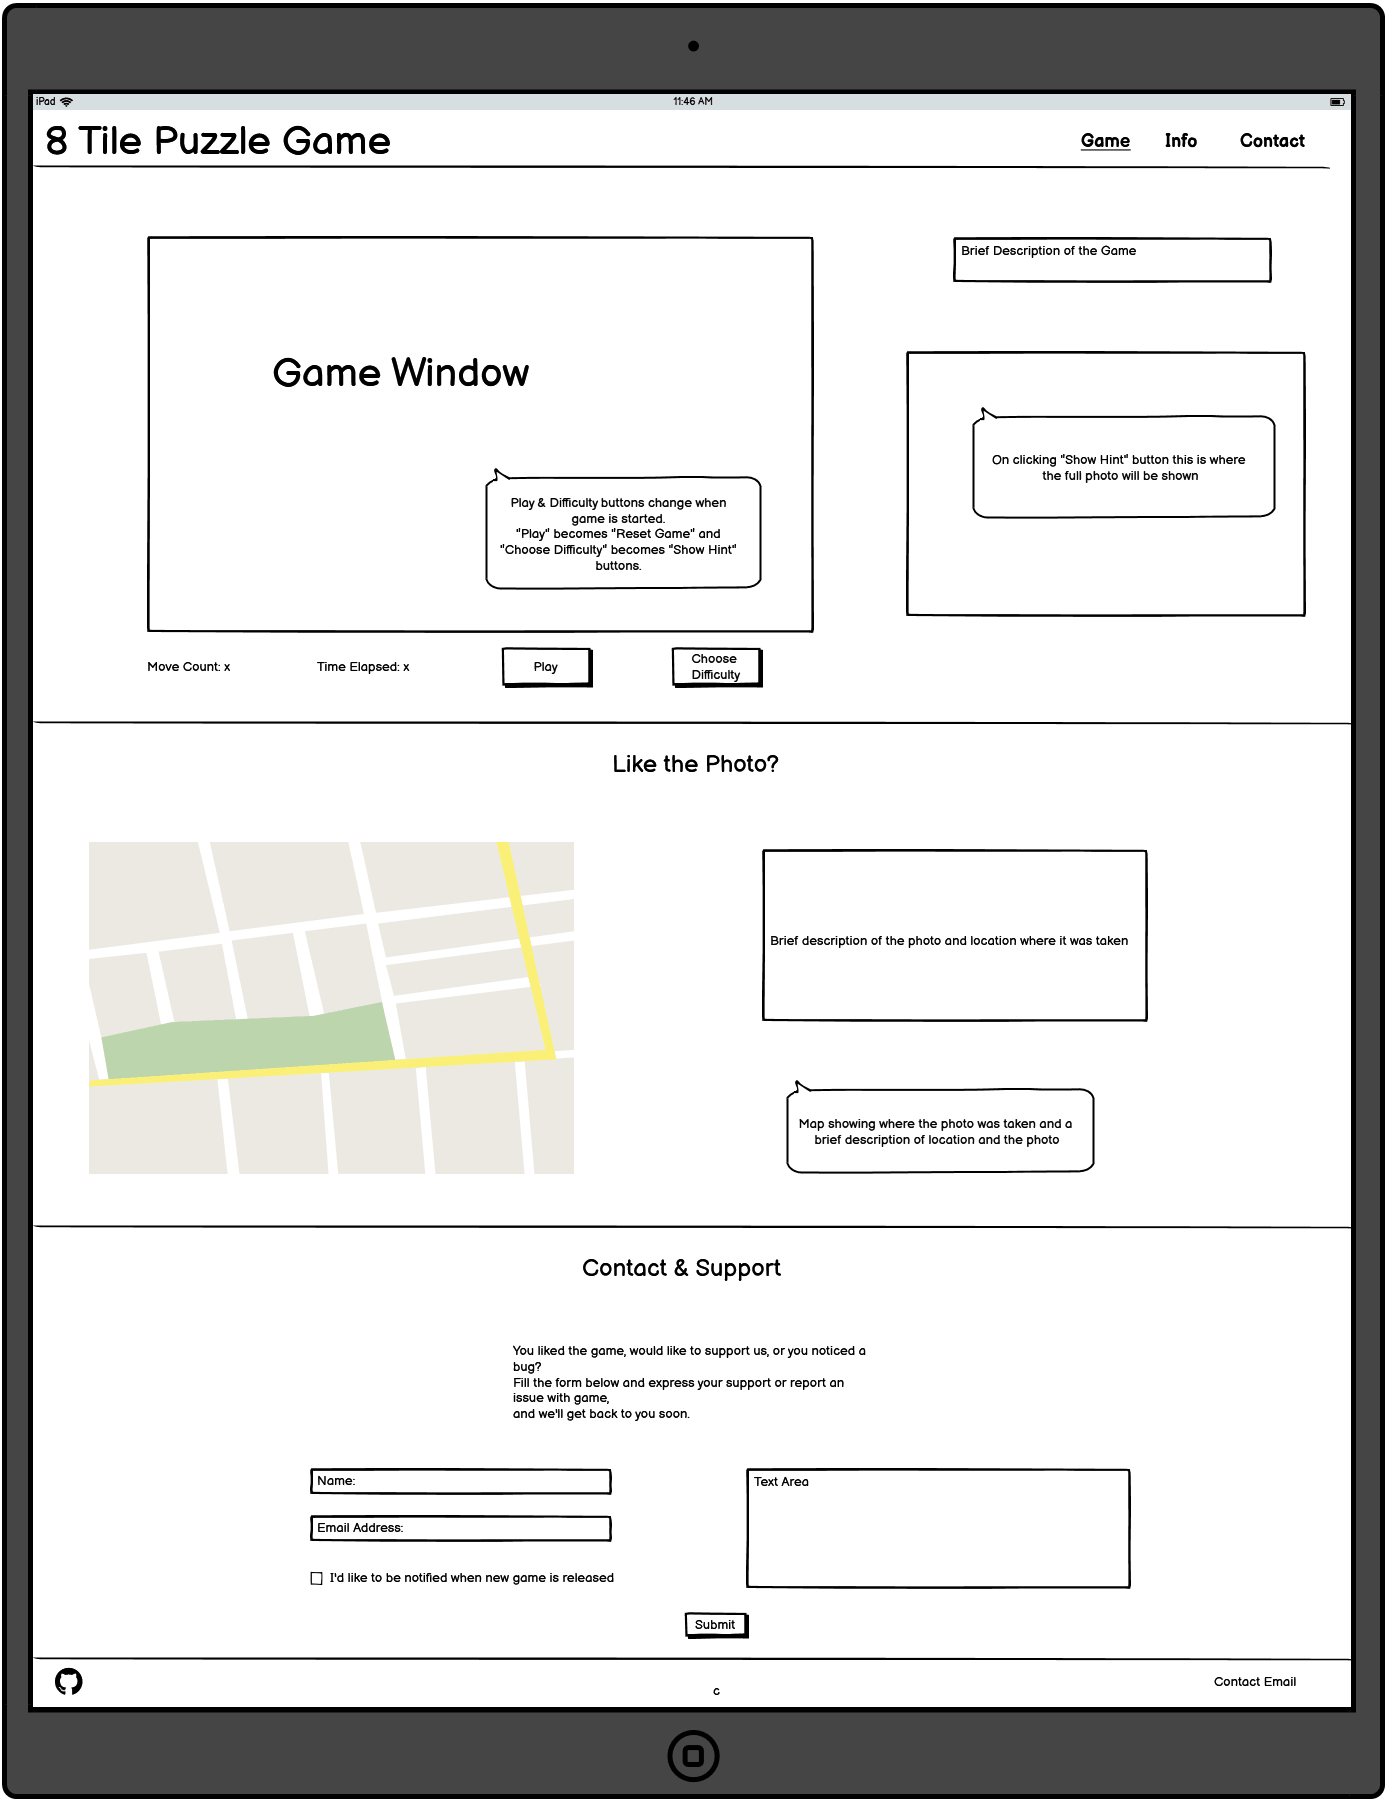 iPad
11:46 AM
8 Tile Puzzle Game
Game
Info
Contact
Game Window
Play & Difficulty buttons change when
game is started.
"Play" becomes "Reset Game" and
"Choose Difficulty" becomes "Show Hint"
buttons.
Brief Description of the Game
On clicking "Show Hint" button this is where
the full photo will be shown
Move Count: x
Time Elapsed: x
Play
Choose
Difficulty
Like the Photo?
Brief description of the photo and location where it was taken
Map showing where the photo was taken and a
brief description of location and the photo
Contact & Support
You liked the game, would like to support us, or you noticed a
bug?
Fill the form below and express your support or report an
issue with game,
and we'll get back to you soon.
Name:
Email Address:
I'd like to be notified when new game is released
Text Area
Submit
c
Contact Email